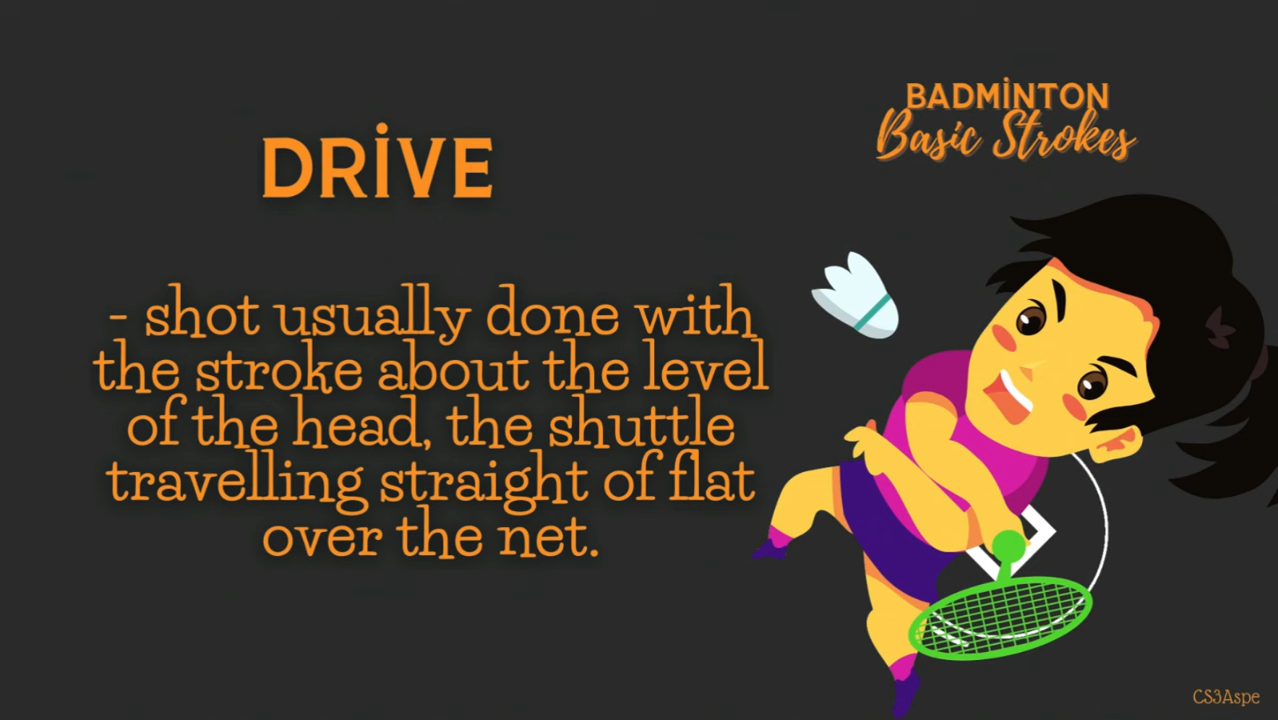 BADMİNTON
Basic Strokes
DRİVE
- shot usually done with
the stroke about the level
of the head, the shuttle
travelling straight of flat
over the net.
CS3Aspe